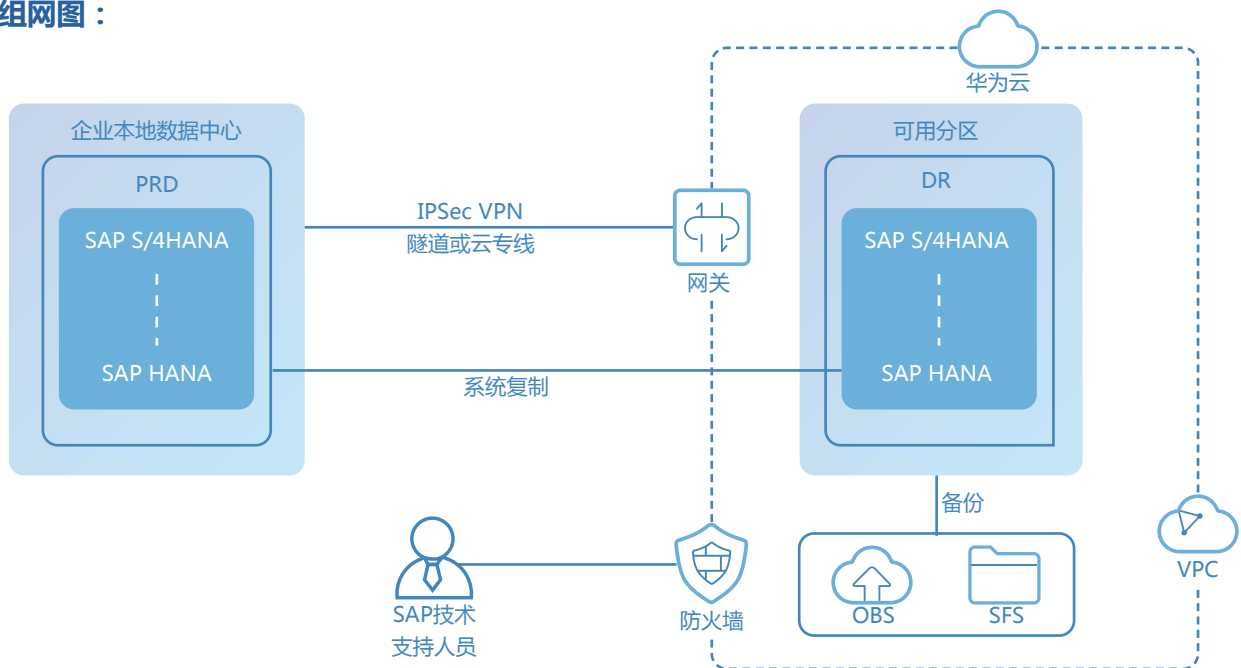 组网图：
华为云
企业本地数据中心
PRD
SAP S/4HANA
SAP HANA
IPSec VPN
隧道或云专线
网关
系统复制
可用分区
DR
SAP S/4HANA
SAP HANA
备份
OBS
SFS
VPC
SAP技术
支持人员
防火墙